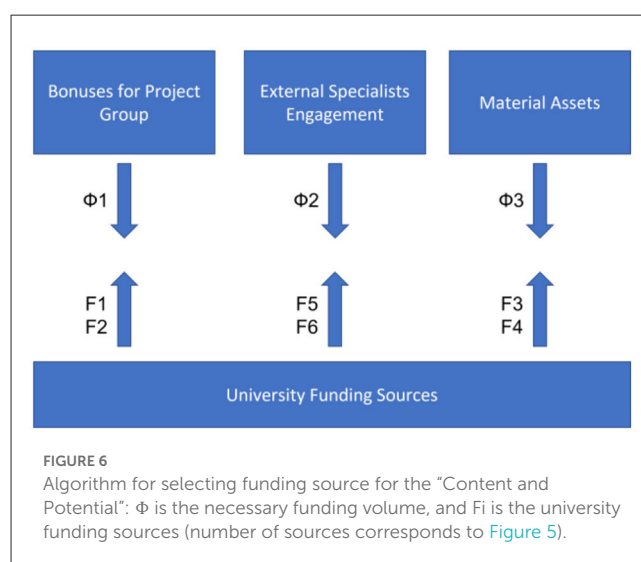 Bonuses for Project
Group
External Specialists
Engagement
Material Assets
Φ1
Φ2
Φ3
F1
F2
F5
F6
F3
F4
University Funding Sources
FIGURE 6
Algorithm for selecting funding source for the “Content and
Potential”: Φ is the necessary funding volume, and Fi is the university
funding sources (number of sources corresponds to Figure 5).